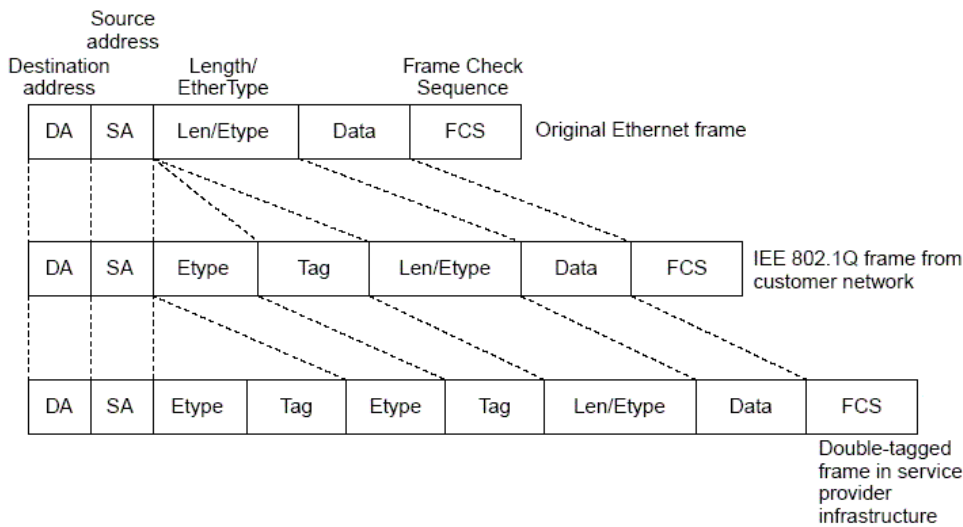 Source
address
Destination
address
Length/
EtherType
Frame Check
Sequence
DA SA Len/Etype Data FCS Original Ethernet frame
DA SA Etype Tag Len/Etype Data FCS IEE 802.1Q frame from
customer network
DA SA Etype Tag Etype Tag Len/Etype Data FCS
Double-tagged
frame in service
provider
infrastructure